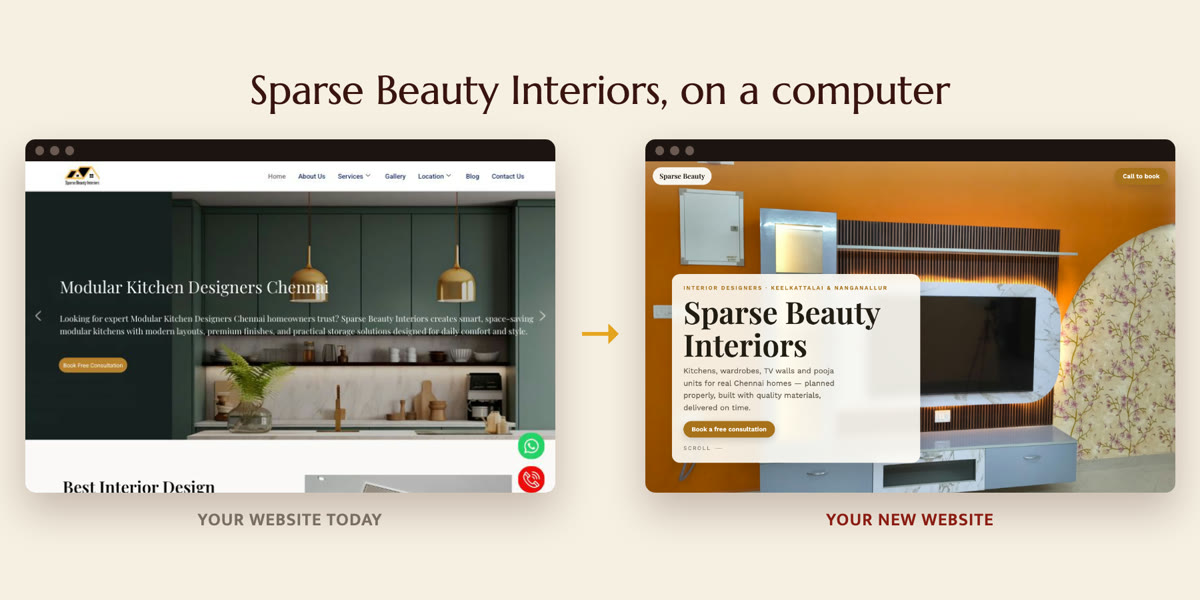 Sparse Beauty Interiors, on a computer
Sparse Beauty Interiors
Home About Us Services Gallery Location Blog Contact Us
Modular Kitchen Designers Chennai
Looking for expert Modular Kitchen Designers Chennai homeowners trust? Sparse Beauty Interiors creates smart, space-saving
modular kitchens with modern layouts, premium finishes, and practical storage solutions designed for daily comfort and style.
Book Free Consultation
Best Interior Design
YOUR WEBSITE TODAY
Sparse Beauty
Call to book
INTERIOR DESIGNERS · KEELKATTALAI & NANGANALLUR
Sparse Beauty
Interiors
Kitchens, wardrobes, TV walls and pooja
units for real Chennai homes — planned
properly, built with quality materials,
delivered on time.
Book a free consultation
SCROLL —
YOUR NEW WEBSITE